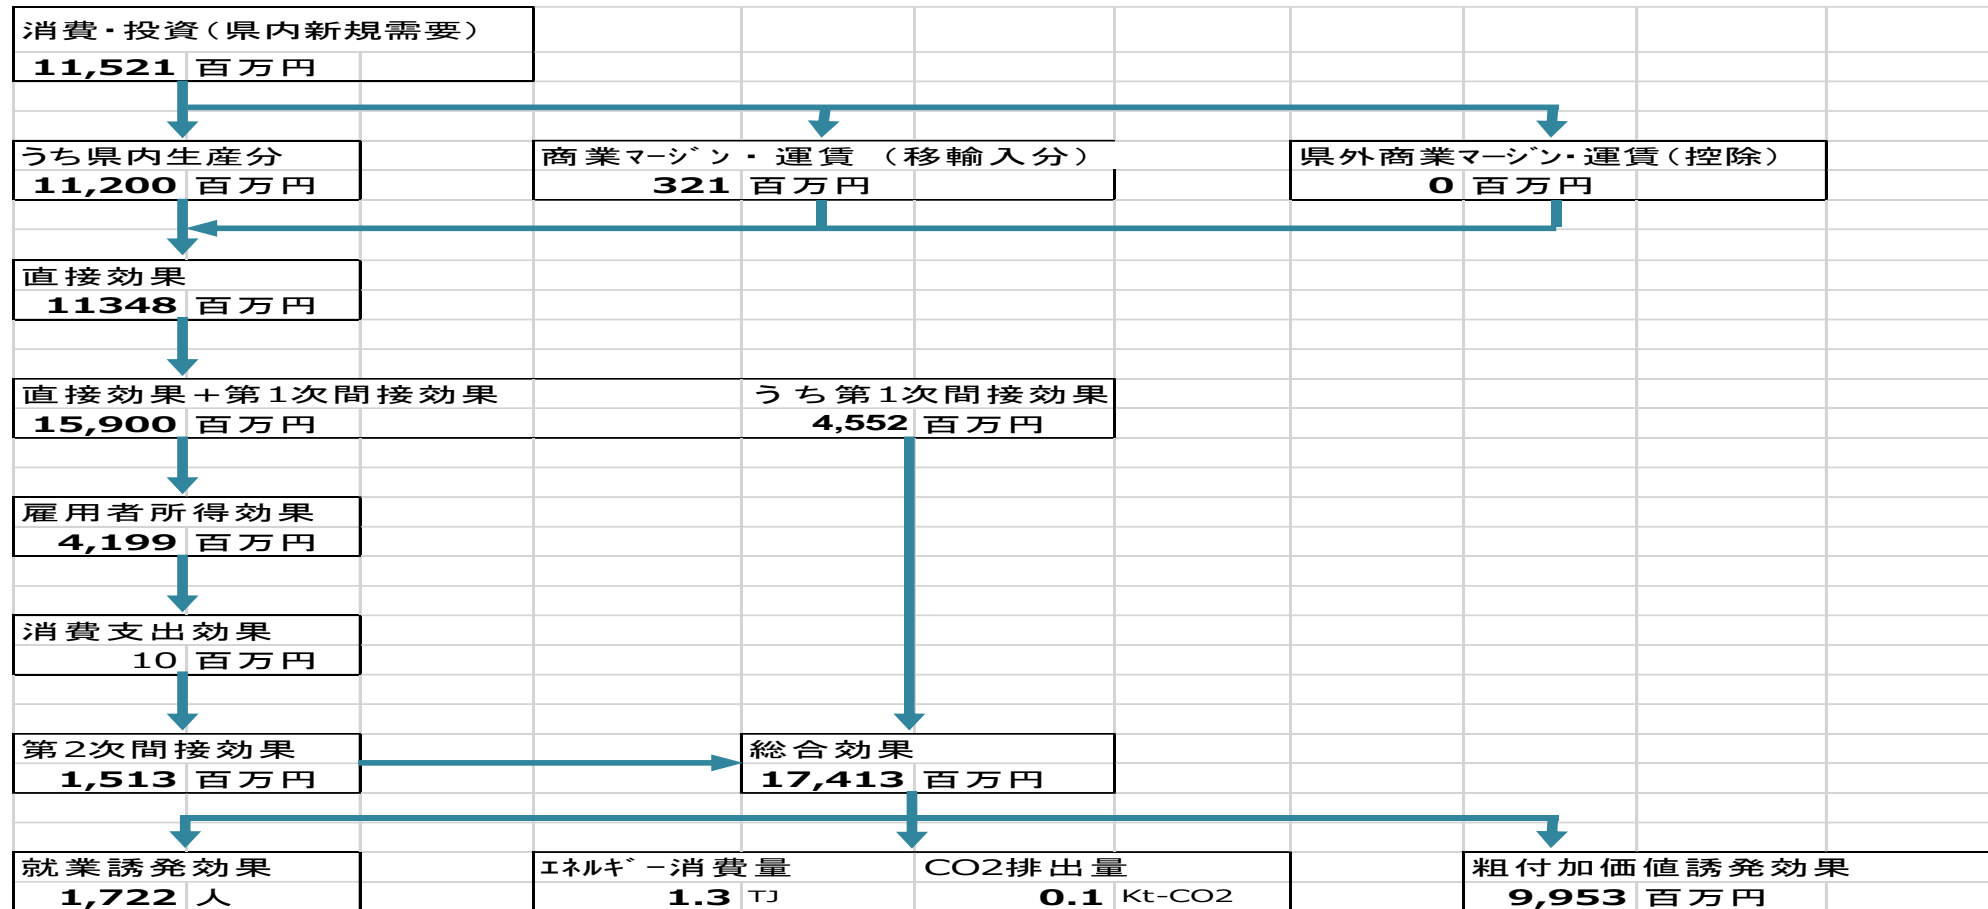 消費・投資(県内新規需要)
11,521 百万円
うち県内生産分
11,200 百万円
商業マージン・運賃 (移輸入分)
321 百万円
県外商業マージン・運賃(控除)
0 百万円
直接効果
11348 百万円
直接効果+第1次間接効果
15,900 百万円
うち第1次間接効果
4,552 百万円
雇用者所得効果
4,199 百万円
消費支出効果
10 百万円
第2次間接効果
1,513 百万円
総合効果
17,413 百万円
就業誘発効果
1,722 人
エネルギー消費量
1.3 TJ
CO2排出量
0.1 Kt-CO2
粗付加価値誘発効果
9,953 百万円